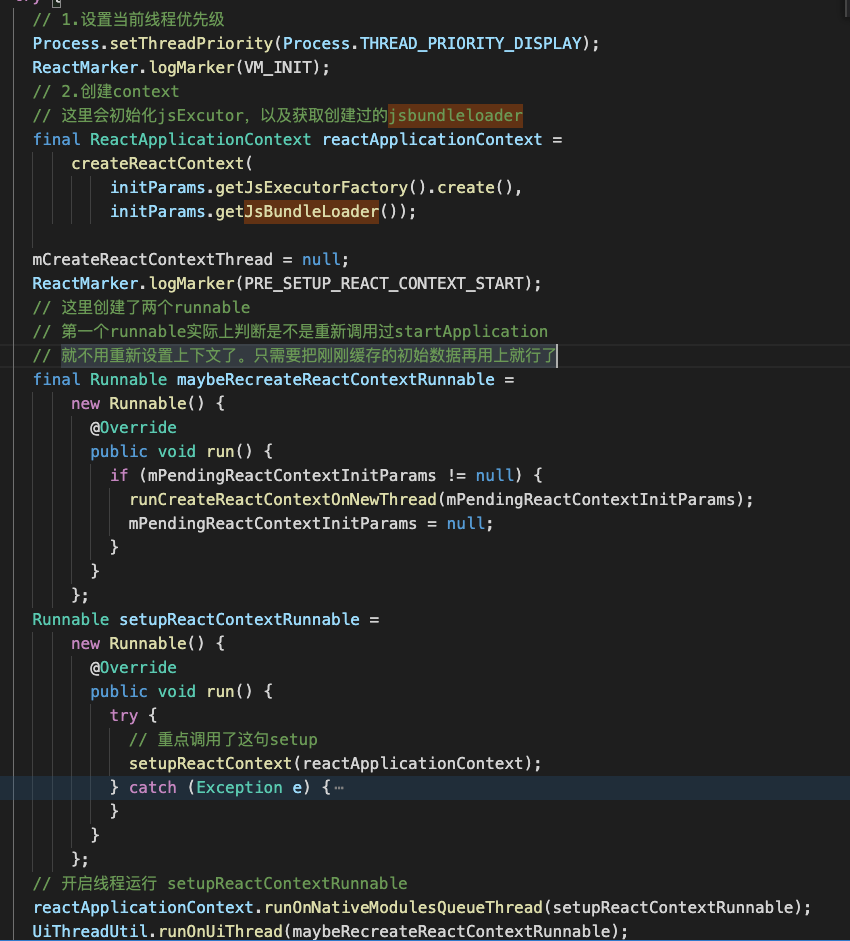 try {
// 1.设置当前线程优先级
Process.setThreadPriority(Process.THREAD_PRIORITY_DISPLAY);
ReactMarker.logMarker(VM_INIT);
// 2.创建context
// 这里会初始化jsExcutor, 以及获取创建过的jsbundleloader
final ReactApplicationContext reactApplicationContext =
createReactContext(
initParams.getJsExecutorFactory().create(),
initParams.getJsBundleLoader());
mCreateReactContextThread = null;
ReactMarker.logMarker(PRE_SETUP_REACT_CONTEXT_START);
// 这里创建了两个runnable
// 第一个runnable实际上判断是不是重新调用过startApplication
// 就不用重新设置上下文了。只需要把刚刚缓存的初始数据再用上就行了
final Runnable maybeRecreateReactContextRunnable =
new Runnable() {
@Override
public void run() {
if (mPendingReactContextInitParams != null) {
runCreateReactContextOnNewThread(mPendingReactContextInitParams);
mPendingReactContextInitParams = null;
}
}
};
Runnable setupReactContextRunnable =
new Runnable() {
@Override
public void run() {
try {
// 重点调用了这句setup
setupReactContext(reactApplicationContext);
} catch (Exception e) {⋯
}
}
};
// 开启线程运行 setupReactContextRunnable
reactApplicationContext.runOnNativeModulesQueueThread(setupReactContextRunnable);
UiThreadUtil.runOnUiThread(maybeRecreateReactContextRunnable);